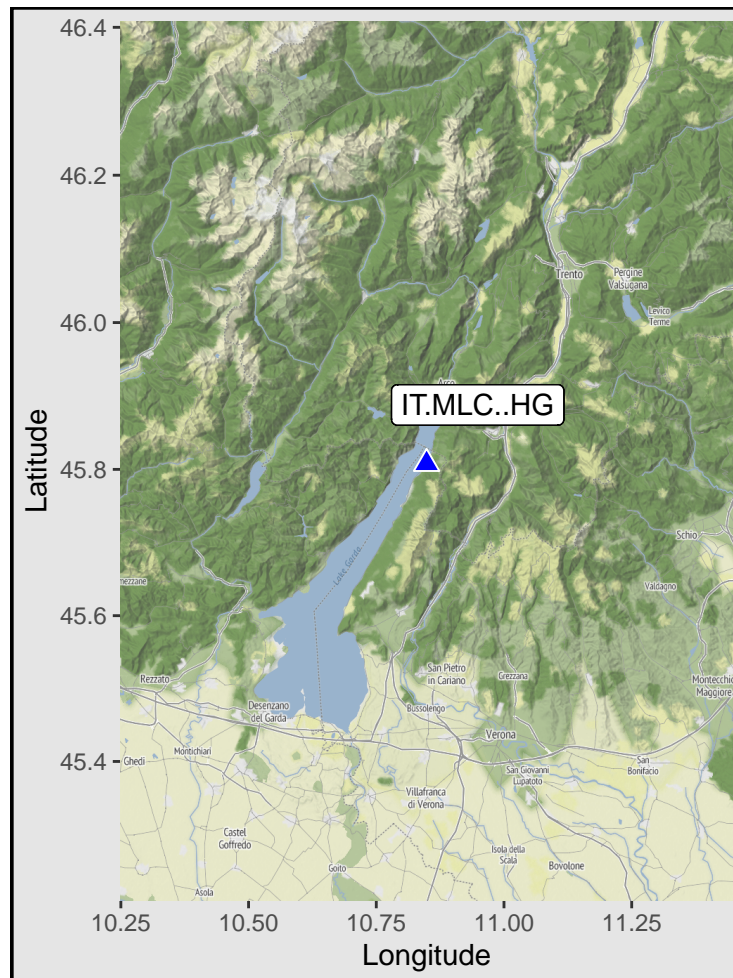 46.4
46.2
46.0
45.8
45.6
45.4
Latitude
Trento
Pergine
Valsugana
Levico
Terme
Arco
IT.MLC..HG
Lake Garda
Schio
Valdagno
Rezzato
San Pietro
in Cariano
Grezzana
Montecchio
Maggiore
Desenzano
del Garda
Bussolengo
Verona
Ghedi
Montichiari
San Giovanni
Lupatoto
San
Bonifacio
Villafranca
di Verona
Castel
Goffredo
Isola della
Scala
Bovolone
Goito
Asola
10.25
10.50
10.75
11.00
11.25
Longitude